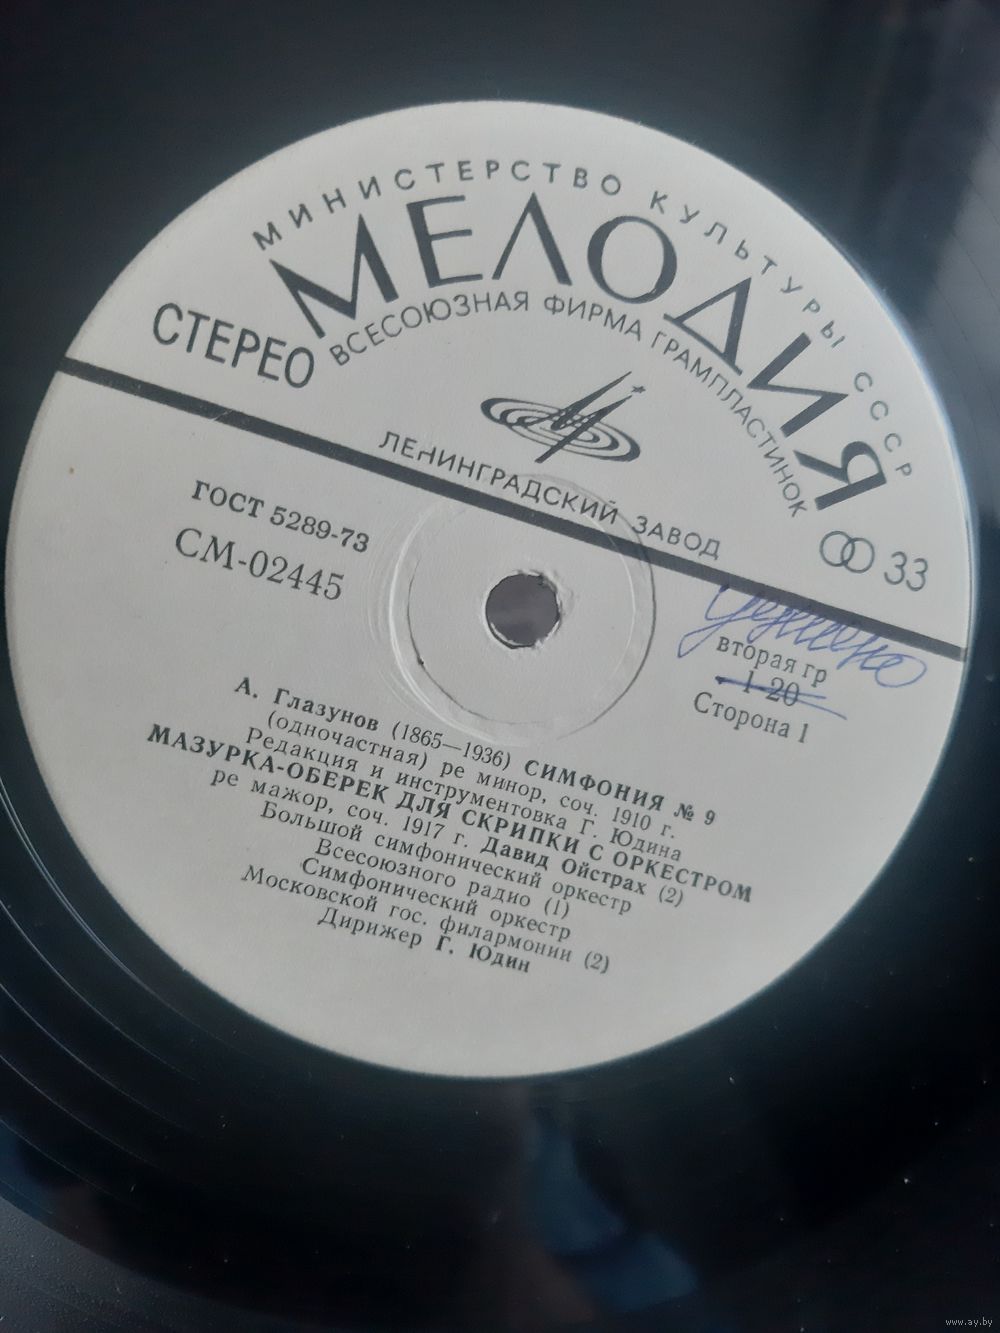 МИНИСТЕРСТВО КУЛЬТУРЫ СССР
МЕЛОДИЯ
ВСЕСОЮЗНАЯ ФИРМА ГРАМПЛАСТИНОК
СТЕРЕО
ЛЕНИНГРАДСКИЙ ЗАВОД
33
ГОСТ 5289-73
СМ-02445
вторая гр
1-20
Сторона 1
А. Глазунов (1865—1936) СИМФОНИЯ № 9
(одночастная) ре минор, соч. 1910 г.
Редакция и инструментовка Г. Юдина
МАЗУРКА-ОБЕРЕК ДЛЯ СКРИПКИ С ОРКЕСТРОМ
ре мажор, соч. 1917 г. Давид Ойстрах (2)
Большой симфонический оркестр
Всесоюзного радио (1)
Симфонический оркестр
Московской гос. филармонии (2)
Дирижер Г. Юдин
www.ay.by